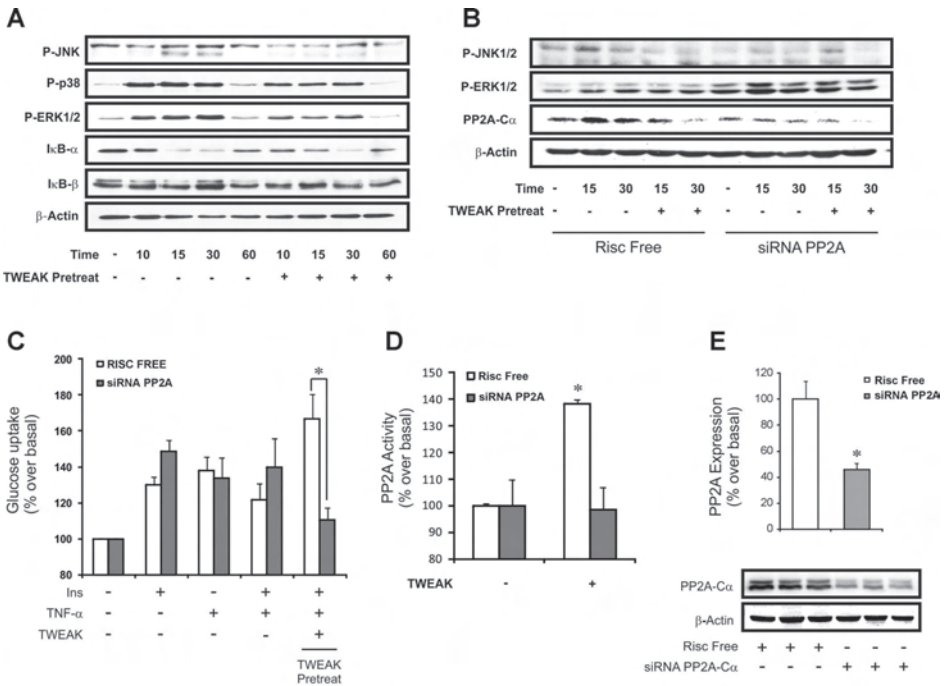 A
P-JNK
P-p38
P-ERK1/2
IκB-α
IκB-β
β-Actin
Time - 10 15 30 60 10 15 30 60
TWEAK Pretreat - - - - - + + + +
B
P-JNK1/2
P-ERK1/2
PP2A-Cα
β-Actin
Time - 15 30 15 30 - 15 30 15 30
TWEAK Pretreat - - - + + - - - + +
Risc Free siRNA PP2A
C
Glucose uptake
(% over basal)
200
180
160
140
120
100
80
RISC FREE
siRNA PP2A
*
Ins - + - + +
TNF-α - - + + +
TWEAK - - - - +
TWEAK
Pretreat
D
PP2A Activity
(% over basal)
150
140
130
120
110
100
90
80
Risc Free
siRNA PP2A
*
TWEAK - +
E
PP2A Expression
(% over basal)
120
100
80
60
40
20
0
Risc Free
siRNA PP2A
*
PP2A-Cα
β-Actin
Risc Free + + + - - -
siRNA PP2A-Cα - - - + + +